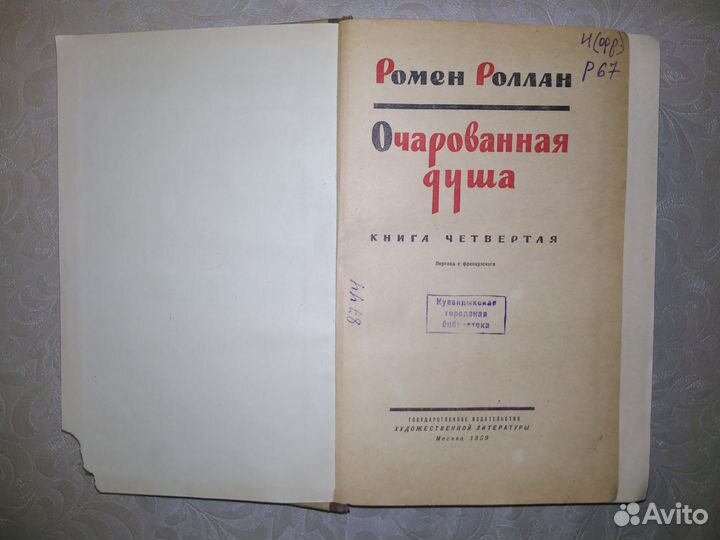 И(фр)
Р67
Ромен Роллан
Очарованная
душа
КНИГА ЧЕТВЕРТАЯ
Перевод с французского
Кувандыкская
городская
библиотека
8744
ГОСУДАРСТВЕННОЕ ИЗДАТЕЛЬСТВО
ХУДОЖЕСТВЕННОЙ ЛИТЕРАТУРЫ
Москва 1959
Avito